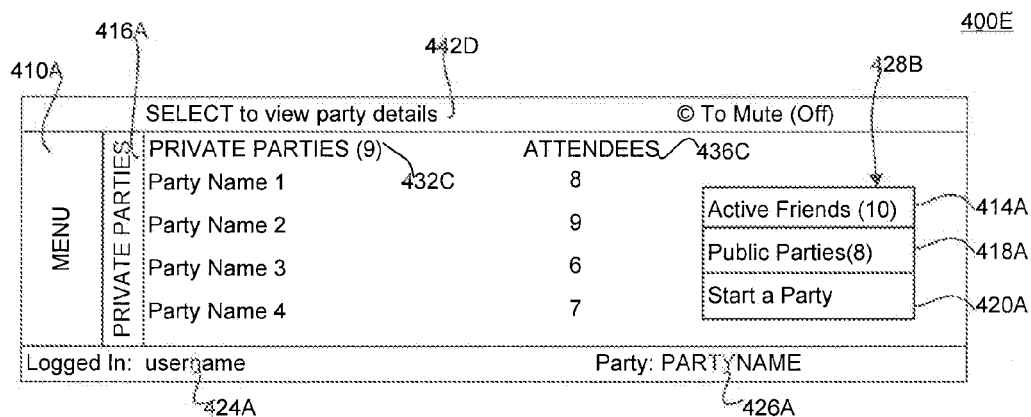 400E
416A
442D
410A
428B
SELECT to view party details
© To Mute (Off)
MENU
PRIVATE PARTIES
PRIVATE PARTIES (9)
ATTENDEES
432C
436C
Party Name 1 8
Party Name 2 9
Party Name 3 6
Party Name 4 7
Active Friends (10)
414A
Public Parties(8)
418A
Start a Party
420A
Logged In: username
Party: PARTYNAME
424A
426A